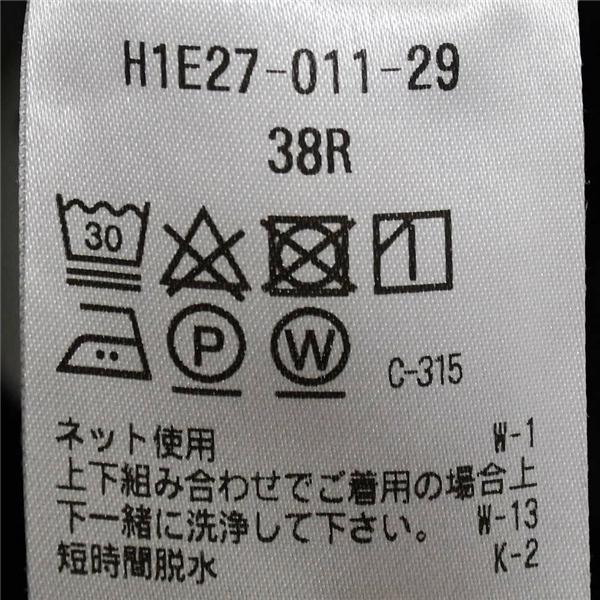 H1E27-011-29
38R
30
P W C-315
ネット使用 W-1
上下組み合わせでご着用の場合上
下一緒に洗浄して下さい。 W-13
短時間脱水 K-2